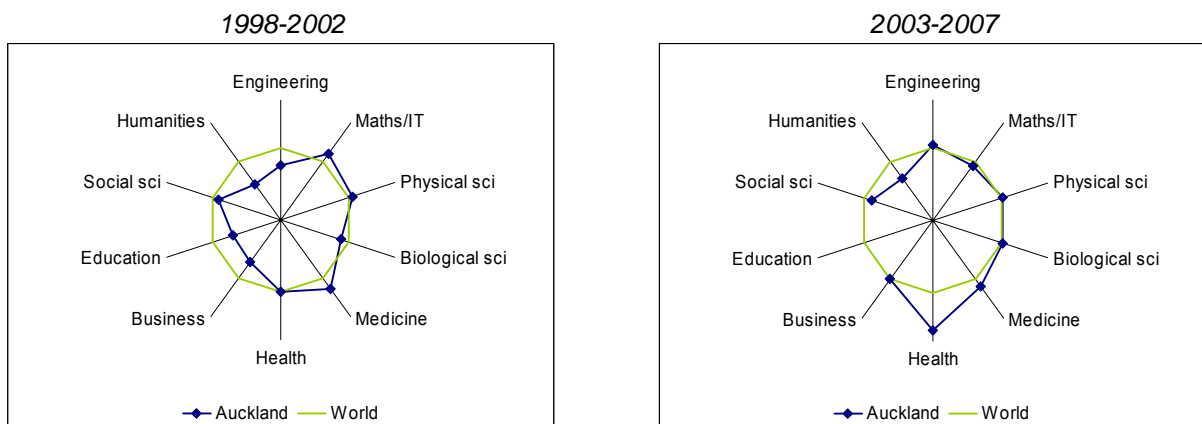 1998-2002
Engineering
Humanities
Maths/IT
Social sci
Physical sci
Education
Biological sci
Business
Medicine
Health
Auckland
World
2003-2007
Engineering
Humanities
Maths/IT
Social sci
Physical sci
Education
Biological sci
Business
Medicine
Health
Auckland
World